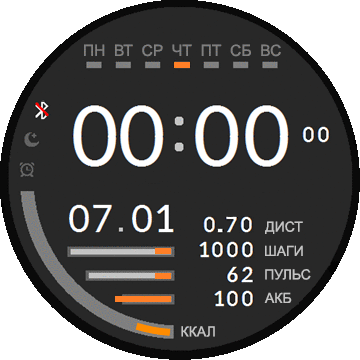 ПН ВТ СР ЧТ ПТ СБ ВС
00:00 00
07.01
0.70 ДИСТ
1000 ШАГИ
62 ПУЛЬС
100 АКБ
ККАЛ